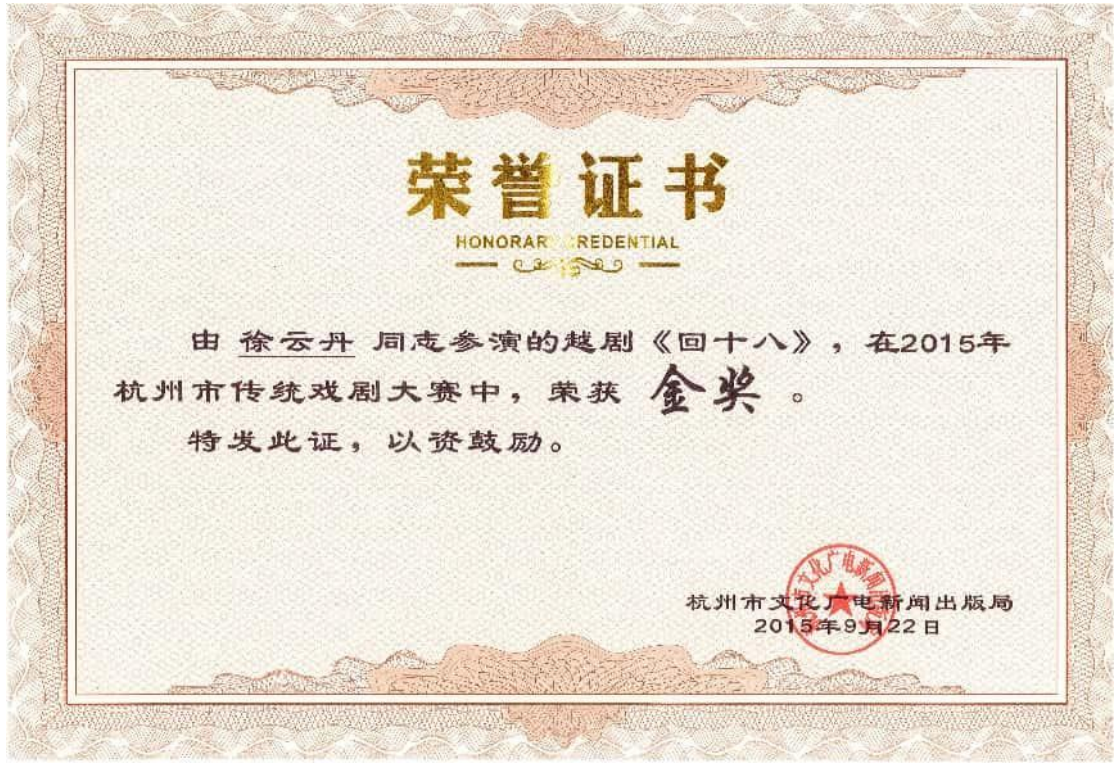 荣誉证书
HONORARY CREDENTIAL
由 徐云丹 同志参演的越剧《回十八》，在2015年
杭州市传统戏剧大赛中，荣获 金奖 。
特发此证，以资鼓励。
杭州市文化广电新闻出版局
2015年9月22日